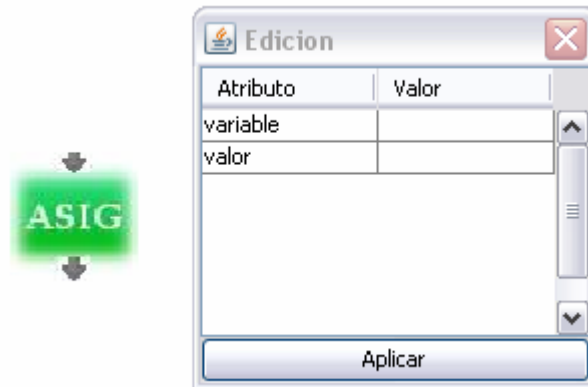 Edicion
Atributo Valor
variable
valor
ASIG
Aplicar